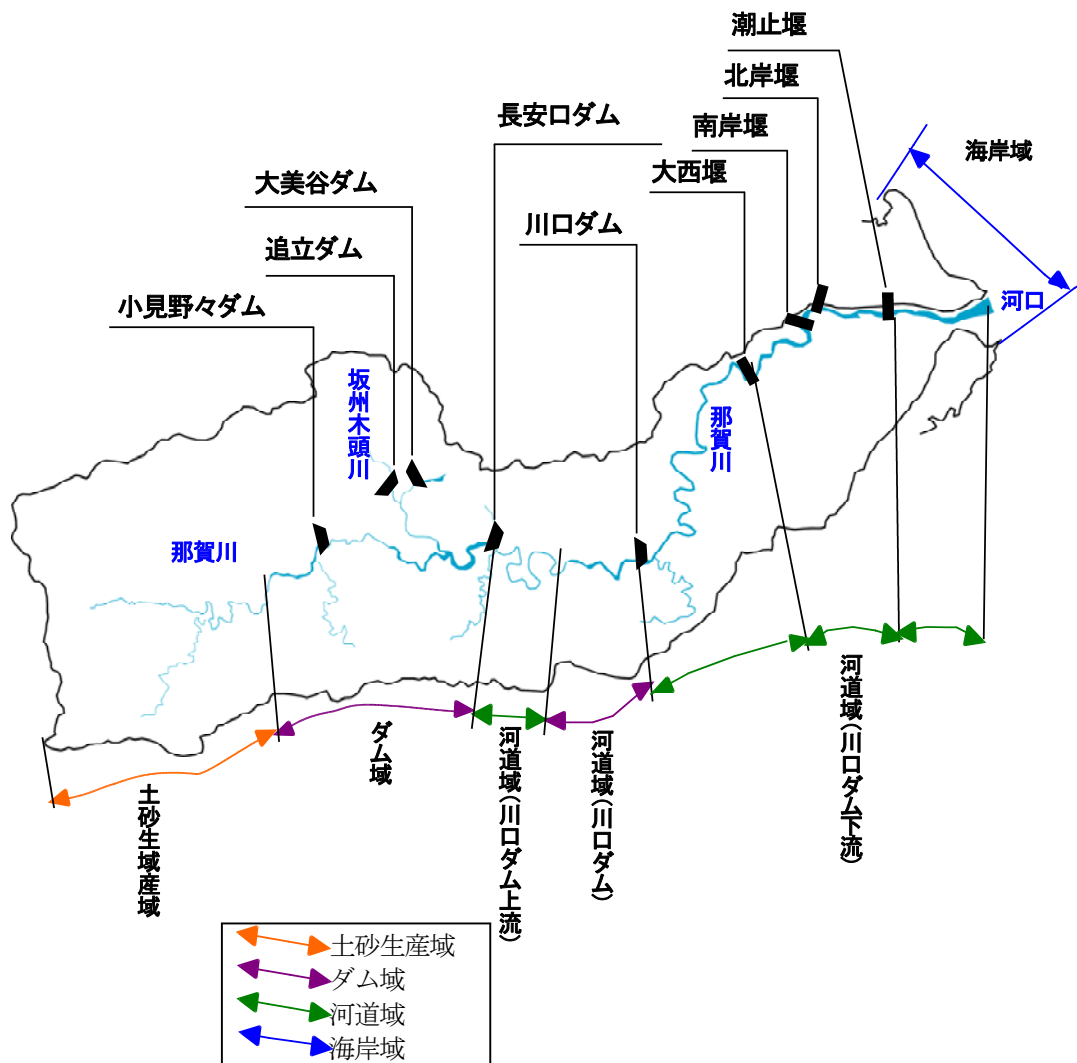 潮止堰
北岸堰
長安口ダム
南岸堰
海岸域
大西堰
大美谷ダム
川口ダム
追立ダム
小見野々ダム
河口
坂州木頭川
那賀川
那賀川
河道域(川口ダム下流)
ダム域
河道域(川口ダム上流)
河道域(川口ダム)
土砂生域産域
土砂生産域
ダム域
河道域
海岸域